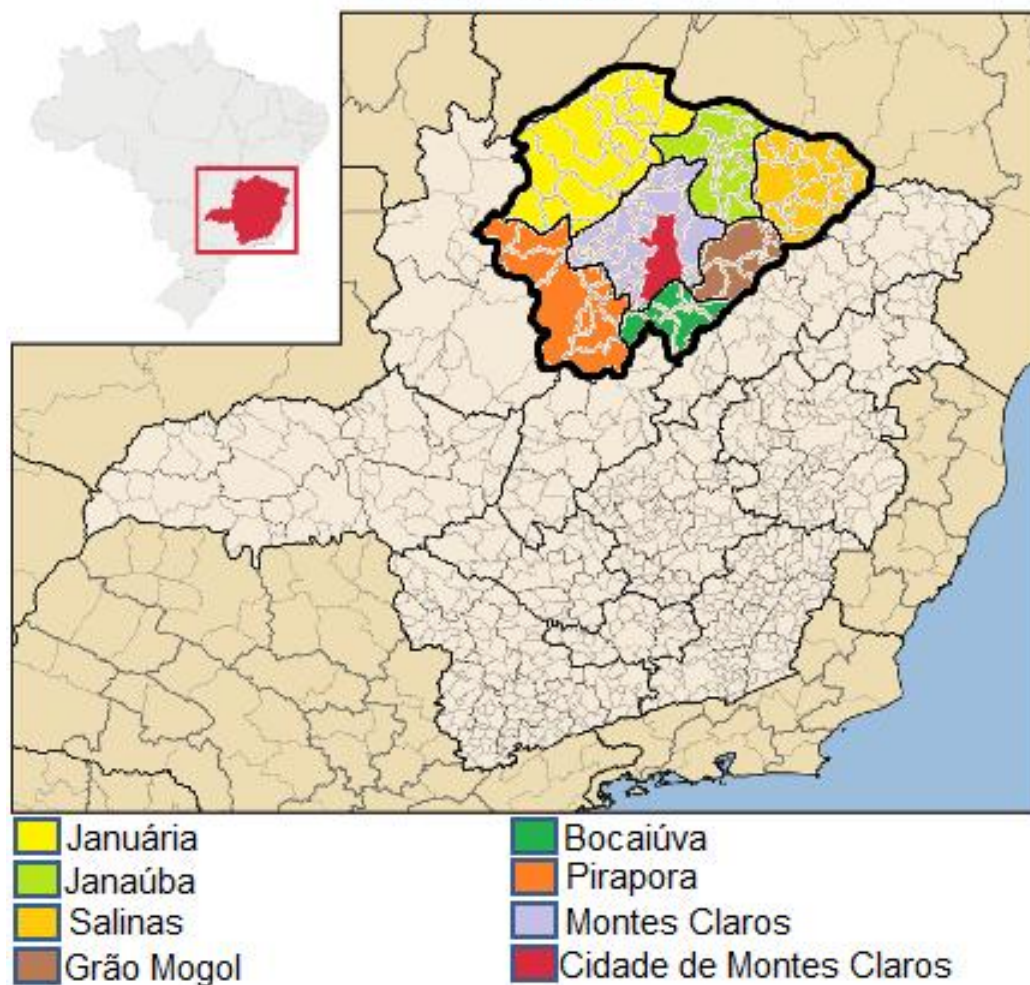 Januária
Janaúba
Salinas
Grão Mogol
Bocaiúva
Pirapora
Montes Claros
Cidade de Montes Claros